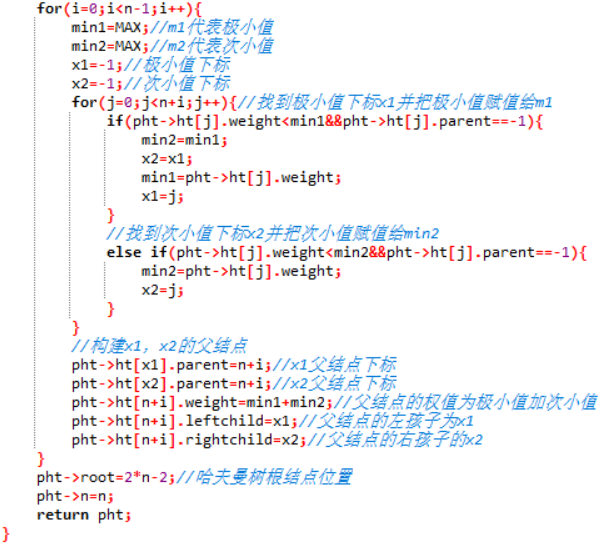 for(i=0;i<n-1;i++){
min1=MAX;//m1代表极小值
min2=MAX;//m2代表次小值
x1=-1;//极小值下标
x2=-1;//次小值下标
for(j=0;j<n+i;j++){//找到极小值下标x1并把极小值赋值给m1
if(pht->ht[j].weight<min1&&pht->ht[j].parent==-1){
min2=min1;
x2=x1;
min1=pht->ht[j].weight;
x1=j;
}
//找到次小值下标x2并把次小值赋值给min2
else if(pht->ht[j].weight<min2&&pht->ht[j].parent==-1){
min2=pht->ht[j].weight;
x2=j;
}
}
//构建x1，x2的父结点
pht->ht[x1].parent=n+i;//x1父结点下标
pht->ht[x2].parent=n+i;//x2父结点下标
pht->ht[n+i].weight=min1+min2;//父结点的权值为极小值加次小值
pht->ht[n+i].leftchild=x1;//父结点的左孩子为x1
pht->ht[n+i].rightchild=x2;//父结点的右孩子的x2
}
pht->root=2*n-2;//哈夫曼树根结点位置
pht->n=n;
return pht;
}